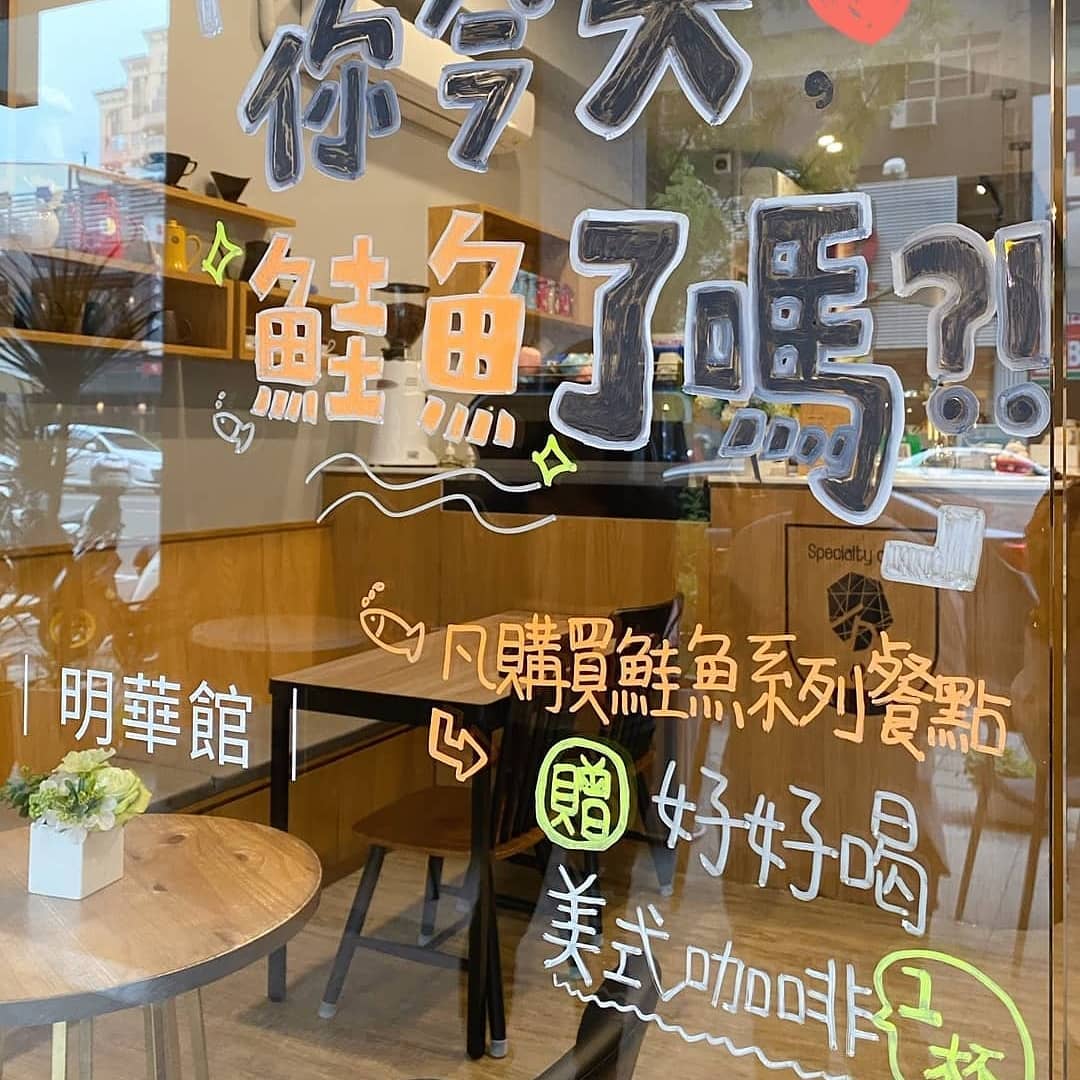 「你今天,
鮭魚了嗎?!」
Specialty
凡購買鮭魚系列餐點
明華館
贈 好好喝
美式咖啡 1杯